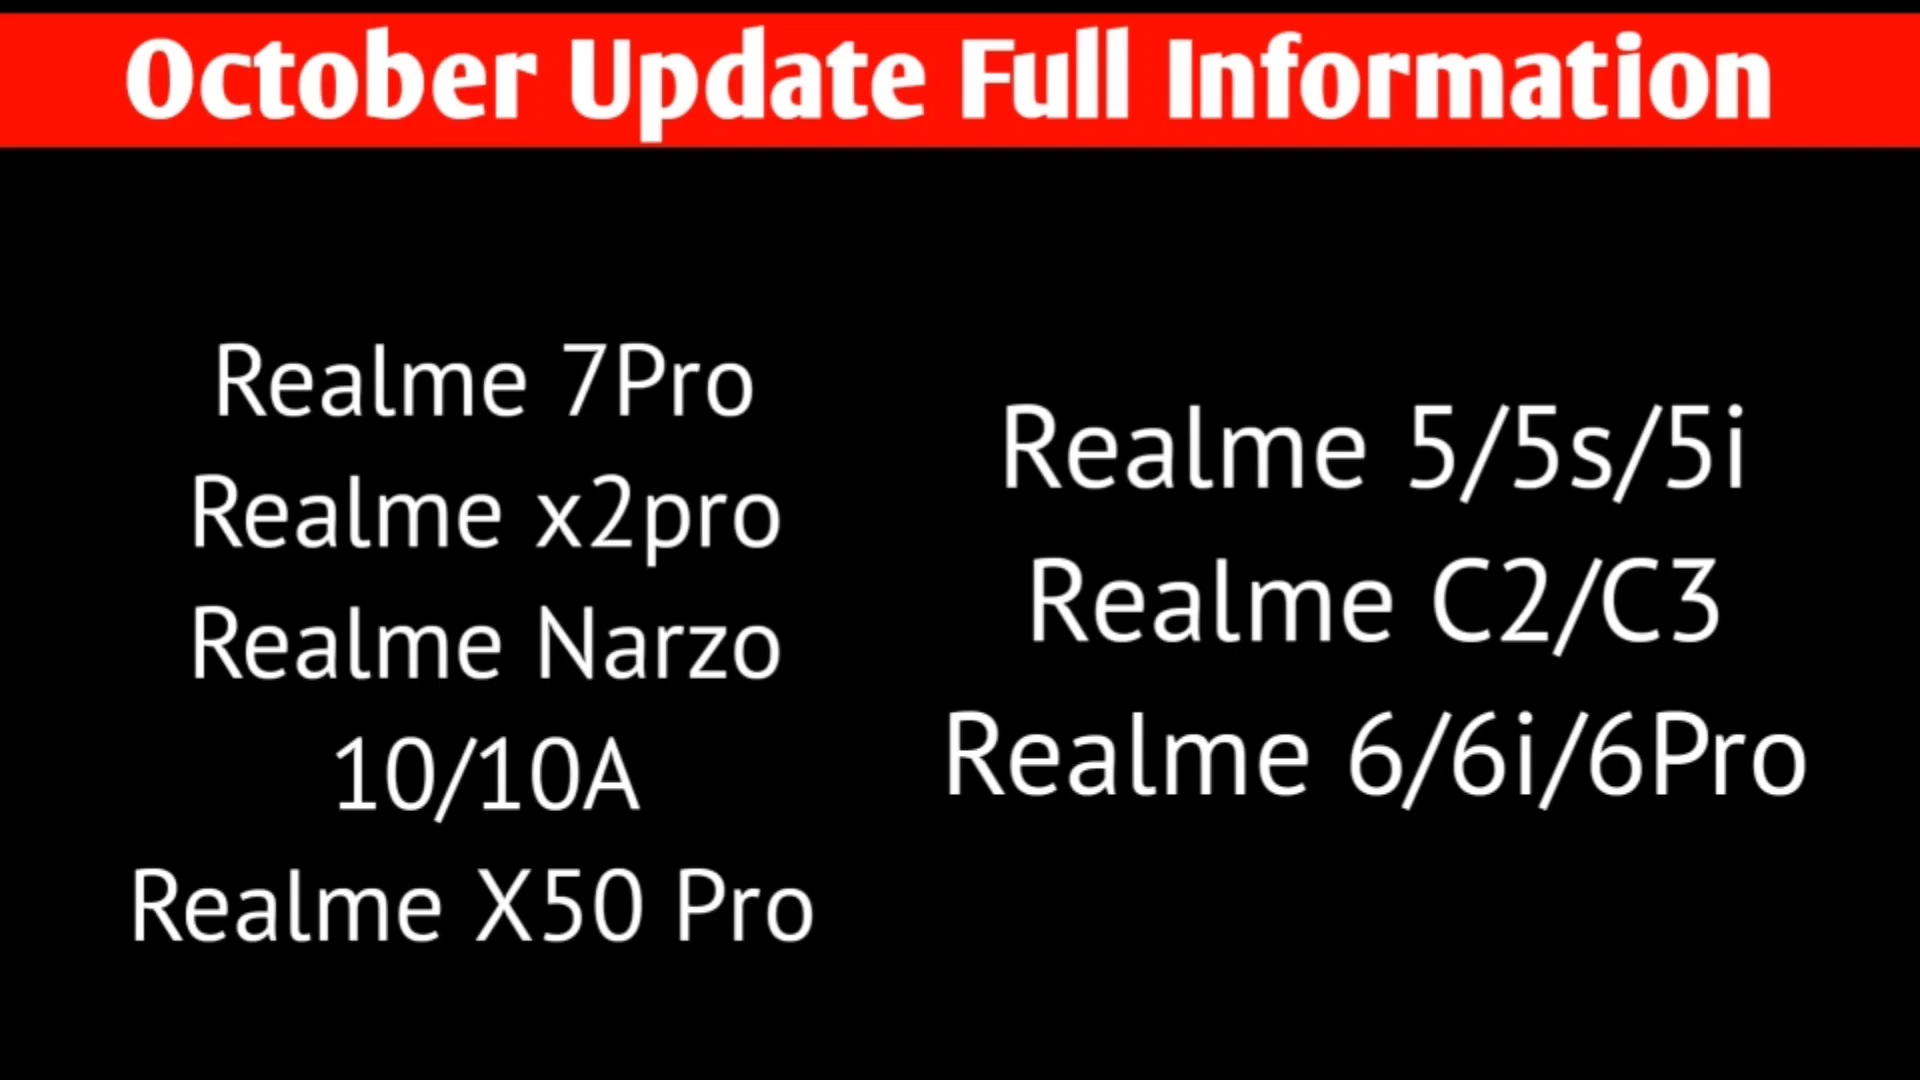 October Update Full Information
Realme 7Pro
Realme x2pro
Realme Narzo
10/10A
Realme X50 Pro
Realme 5/5s/5i
Realme C2/C3
Realme 6/6i/6Pro